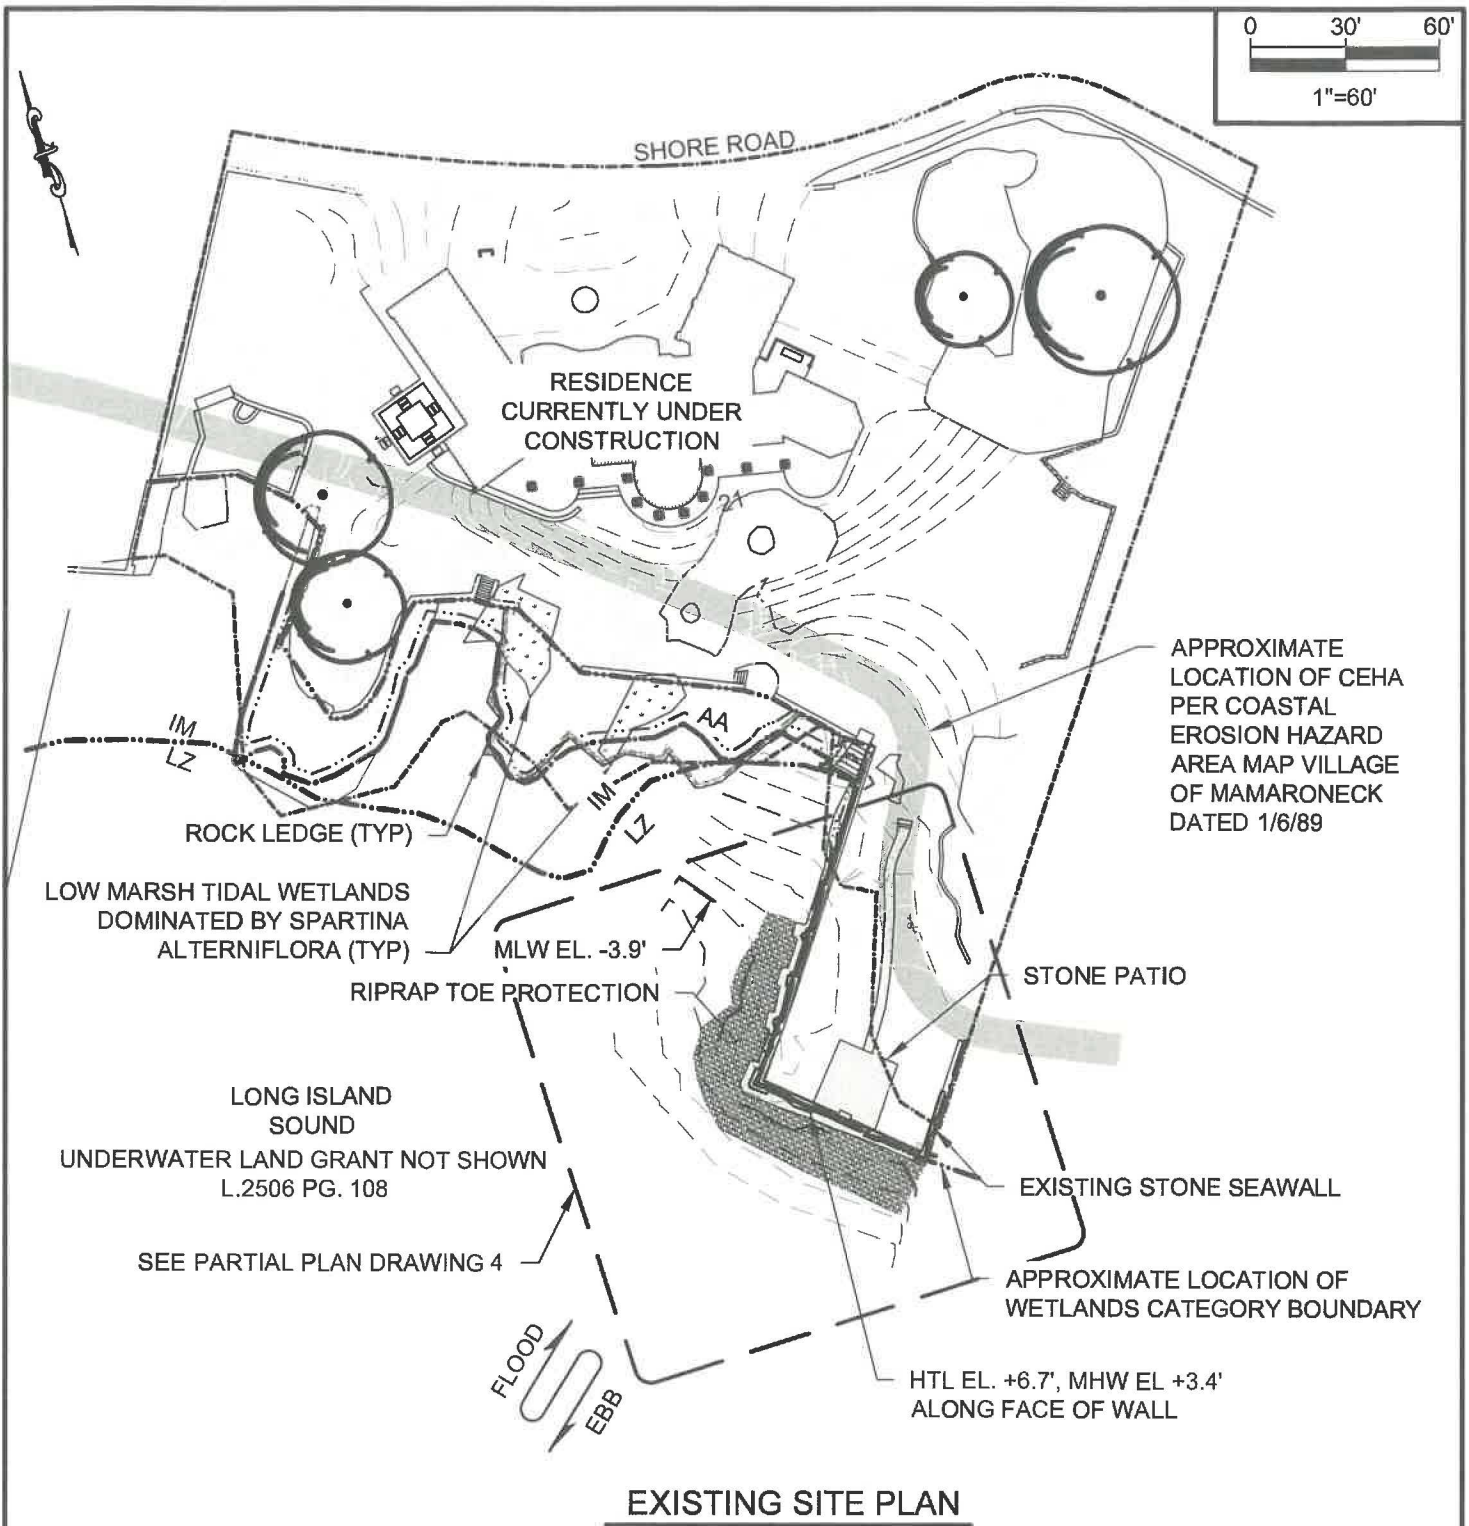 0 30' 60'
1"=60'
SHORE ROAD
RESIDENCE
CURRENTLY UNDER
CONSTRUCTION
21
APPROXIMATE
LOCATION OF CEHA
PER COASTAL
EROSION HAZARD
AREA MAP VILLAGE
OF MAMARONECK
DATED 1/6/89
AA
IM
LZ
IM
LZ
ROCK LEDGE (TYP)
LOW MARSH TIDAL WETLANDS
DOMINATED BY SPARTINA
ALTERNIFLORA (TYP)
MLW EL. -3.9'
RIPRAP TOE PROTECTION
STONE PATIO
LONG ISLAND
SOUND
UNDERWATER LAND GRANT NOT SHOWN
L.2506 PG. 108
EXISTING STONE SEAWALL
SEE PARTIAL PLAN DRAWING 4
APPROXIMATE LOCATION OF
WETLANDS CATEGORY BOUNDARY
FLOOD
EBB
HTL EL. +6.7', MHW EL +3.4'
ALONG FACE OF WALL
EXISTING SITE PLAN